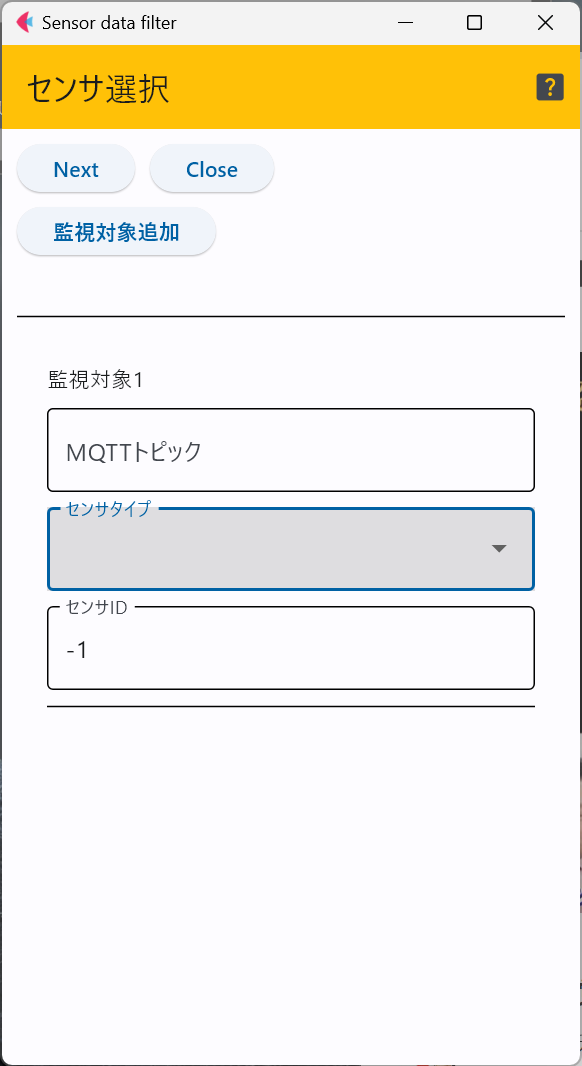 Sensor data filter
センサ選択
?
Next Close
監視対象追加
監視対象1
MQTTトピック
センサタイプ
センサID
-1